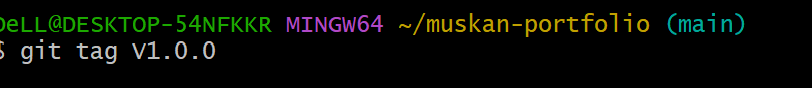 DeLL@DESKTOP-54NFKKR MINGW64 ~/muskan-portfolio (main)
$ git tag V1.0.0